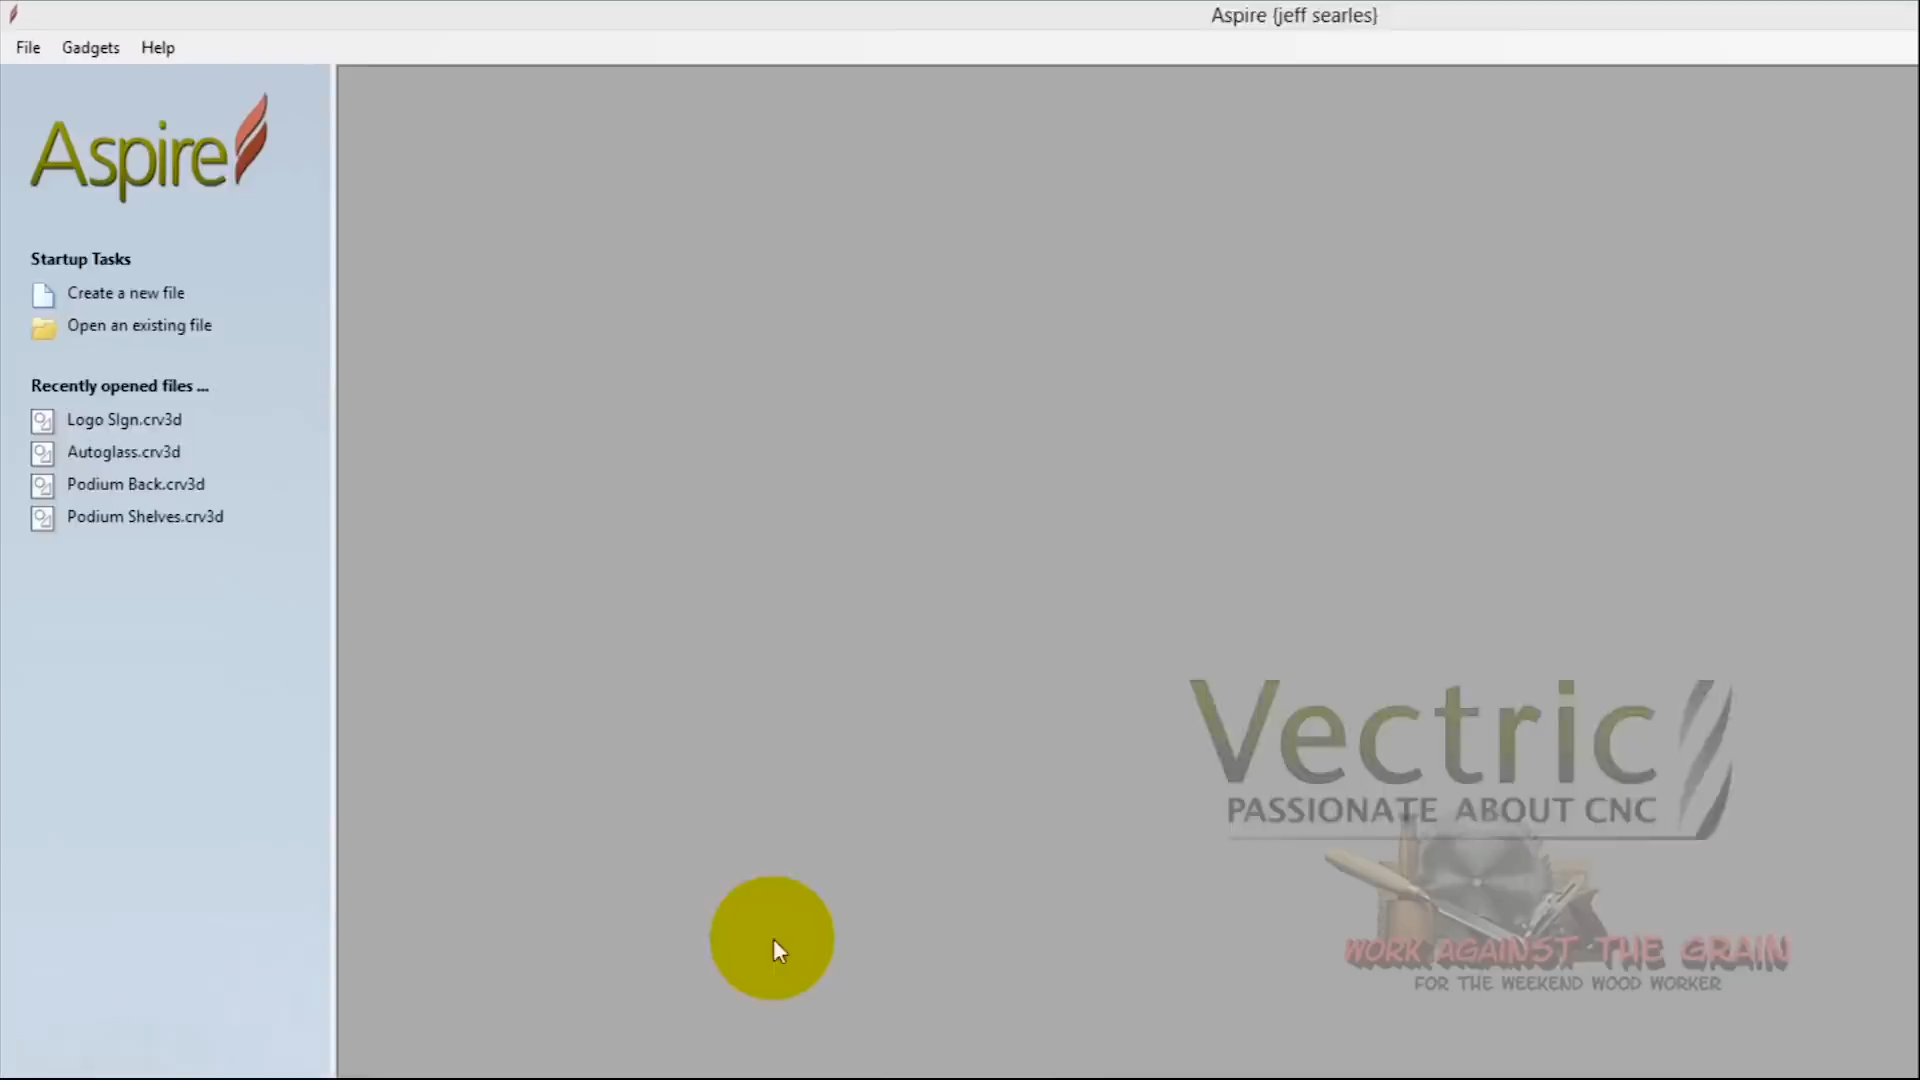 Aspire {jeff searles}
File Gadgets Help
Aspire
Startup Tasks
Create a new file
Open an existing file
Recently opened files ...
Logo SIgn.crv3d
Autoglass.crv3d
Podium Back.crv3d
Podium Shelves.crv3d
Vectric
PASSIONATE ABOUT CNC
WORK AGAINST THE GRAIN
FOR THE WEEKEND WOOD WORKER